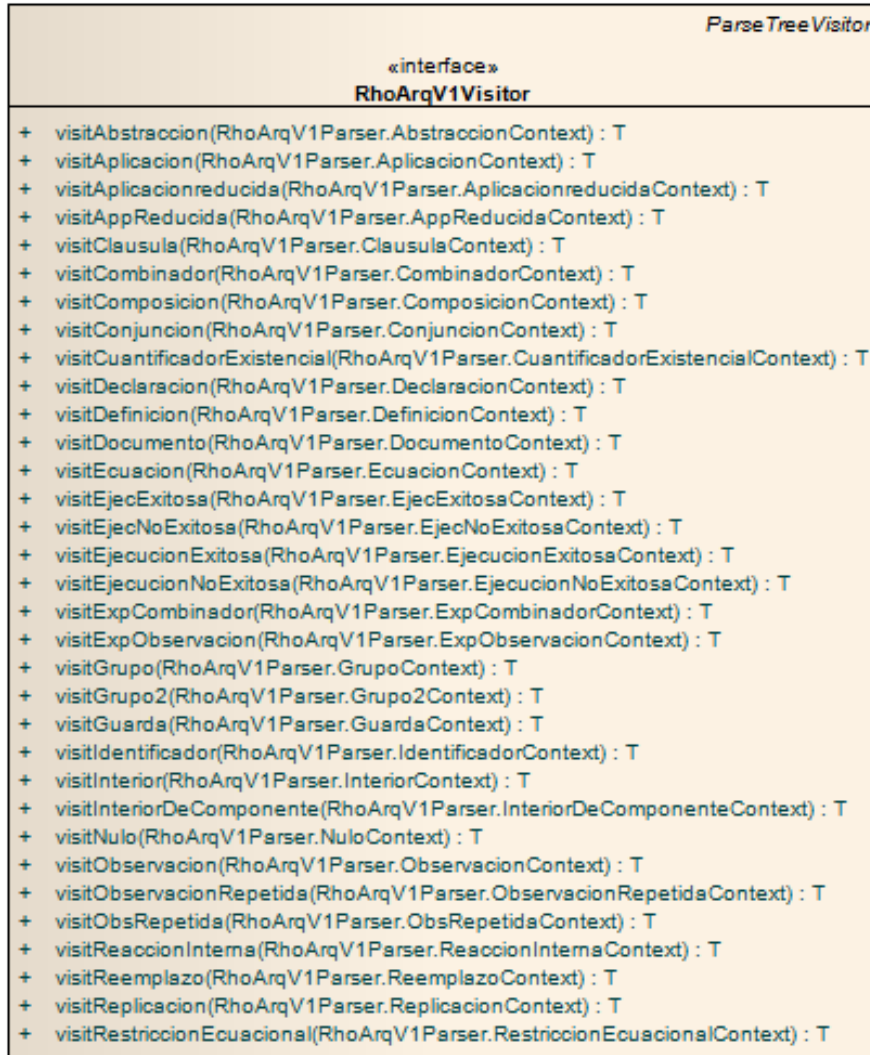 ParseTreeVisitor
«interface»
RhoArqV1Visitor
+ visitAbstraccion(RhoArqV1Parser.AbstraccionContext) : T
+ visitAplicacion(RhoArqV1Parser.AplicacionContext) : T
+ visitAplicacionreducida(RhoArqV1Parser.AplicacionreducidaContext) : T
+ visitAppReducida(RhoArqV1Parser.AppReducidaContext) : T
+ visitClausula(RhoArqV1Parser.ClausulaContext) : T
+ visitCombinador(RhoArqV1Parser.CombinadorContext) : T
+ visitComposicion(RhoArqV1Parser.ComposicionContext) : T
+ visitConjuncion(RhoArqV1Parser.ConjuncionContext) : T
+ visitCuantificadorExistencial(RhoArqV1Parser.CuantificadorExistencialContext) : T
+ visitDeclaracion(RhoArqV1Parser.DeclaracionContext) : T
+ visitDefinicion(RhoArqV1Parser.DefinicionContext) : T
+ visitDocumento(RhoArqV1Parser.DocumentoContext) : T
+ visitEcuacion(RhoArqV1Parser.EcuacionContext) : T
+ visitEjecExitosa(RhoArqV1Parser.EjecExitosaContext) : T
+ visitEjecNoExitosa(RhoArqV1Parser.EjecNoExitosaContext) : T
+ visitEjecucionExitosa(RhoArqV1Parser.EjecucionExitosaContext) : T
+ visitEjecucionNoExitosa(RhoArqV1Parser.EjecucionNoExitosaContext) : T
+ visitExpCombinador(RhoArqV1Parser.ExpCombinadorContext) : T
+ visitExpObservacion(RhoArqV1Parser.ExpObservacionContext) : T
+ visitGrupo(RhoArqV1Parser.GrupoContext) : T
+ visitGrupo2(RhoArqV1Parser.Grupo2Context) : T
+ visitGuarda(RhoArqV1Parser.GuardaContext) : T
+ visitIdentificador(RhoArqV1Parser.IdentificadorContext) : T
+ visitInterior(RhoArqV1Parser.InteriorContext) : T
+ visitInteriorDeComponente(RhoArqV1Parser.InteriorDeComponenteContext) : T
+ visitNulo(RhoArqV1Parser.NuloContext) : T
+ visitObservacion(RhoArqV1Parser.ObservacionContext) : T
+ visitObservacionRepetida(RhoArqV1Parser.ObservacionRepetidaContext) : T
+ visitObsRepetida(RhoArqV1Parser.ObsRepetidaContext) : T
+ visitReaccionInterna(RhoArqV1Parser.ReaccionInternaContext) : T
+ visitReemplazo(RhoArqV1Parser.ReemplazoContext) : T
+ visitReplicacion(RhoArqV1Parser.ReplicacionContext) : T
+ visitRestriccionEcuacional(RhoArqV1Parser.RestriccionEcuacionalContext) : T